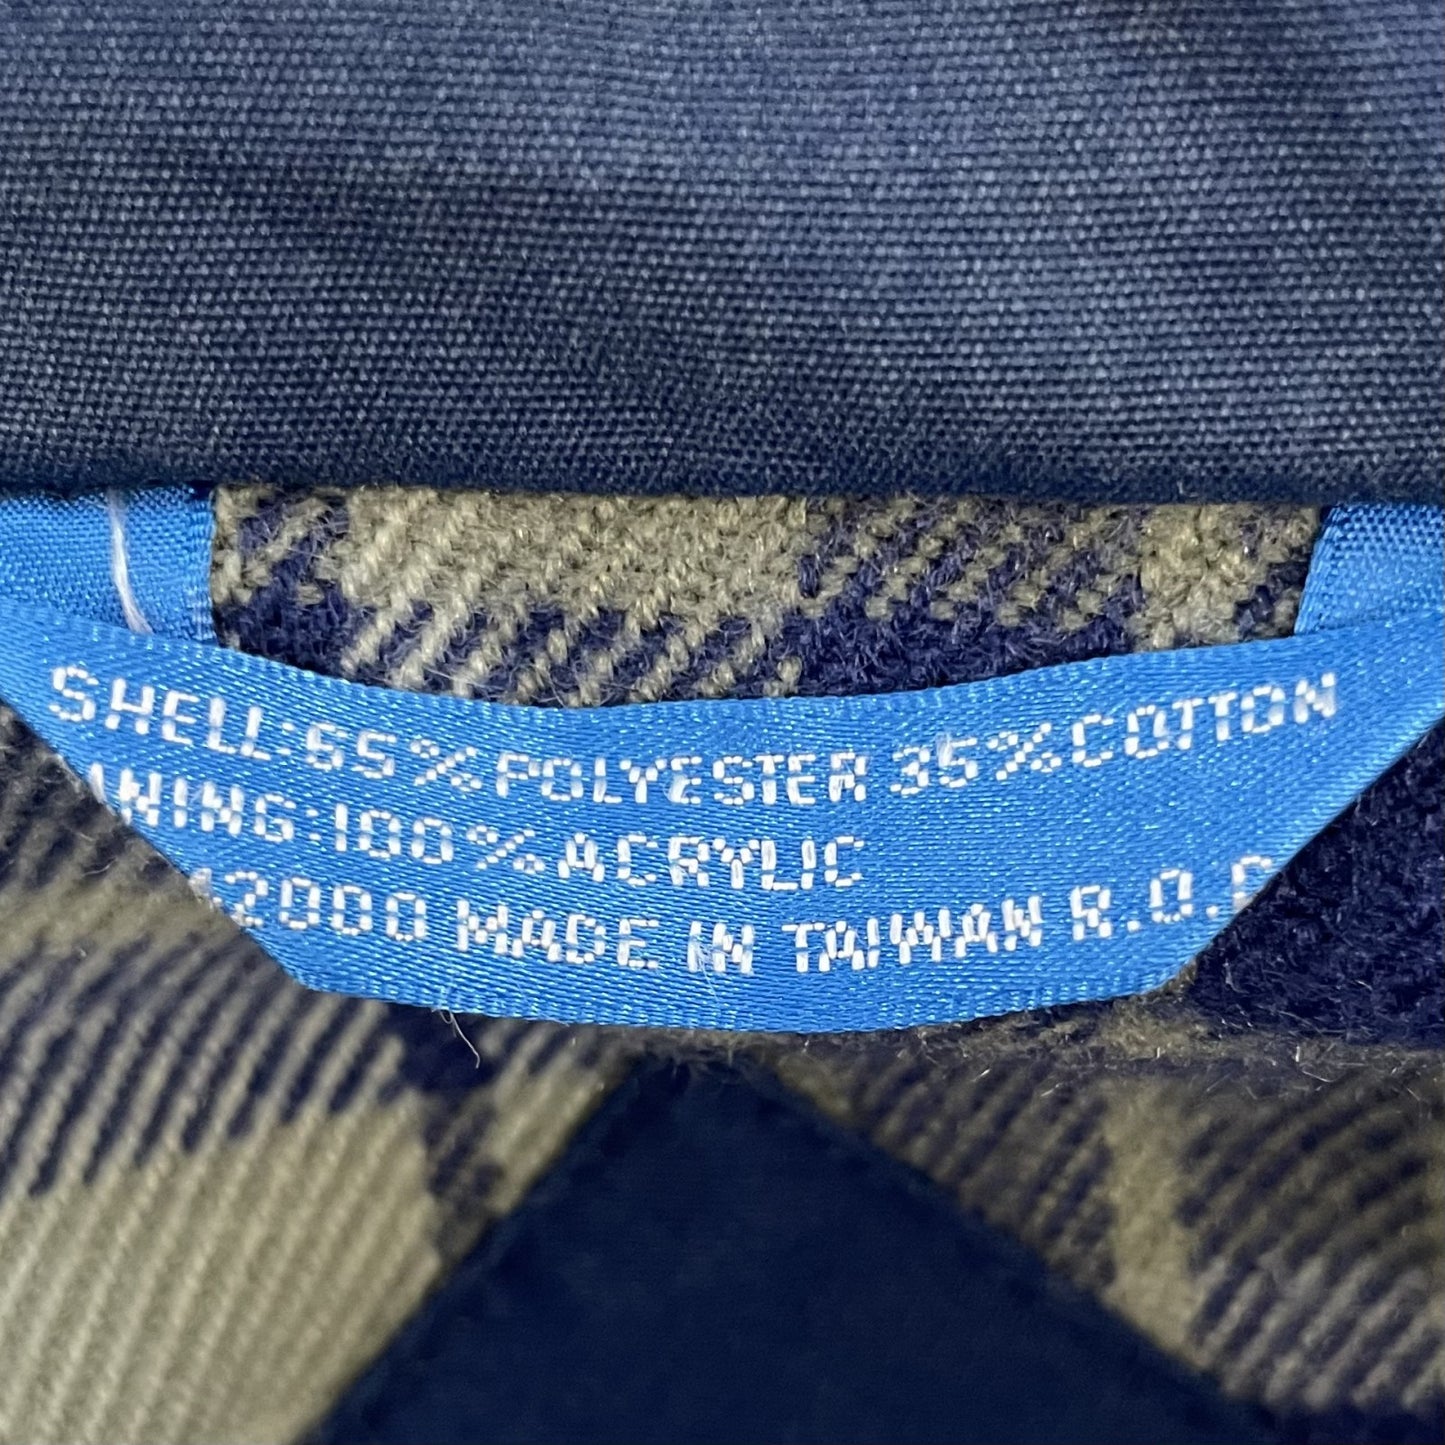 SHELL:65%POLYESTER 35%COTTON
NING:100%ACRYLIC
2000 MADE IN TAIWAN R.O.C